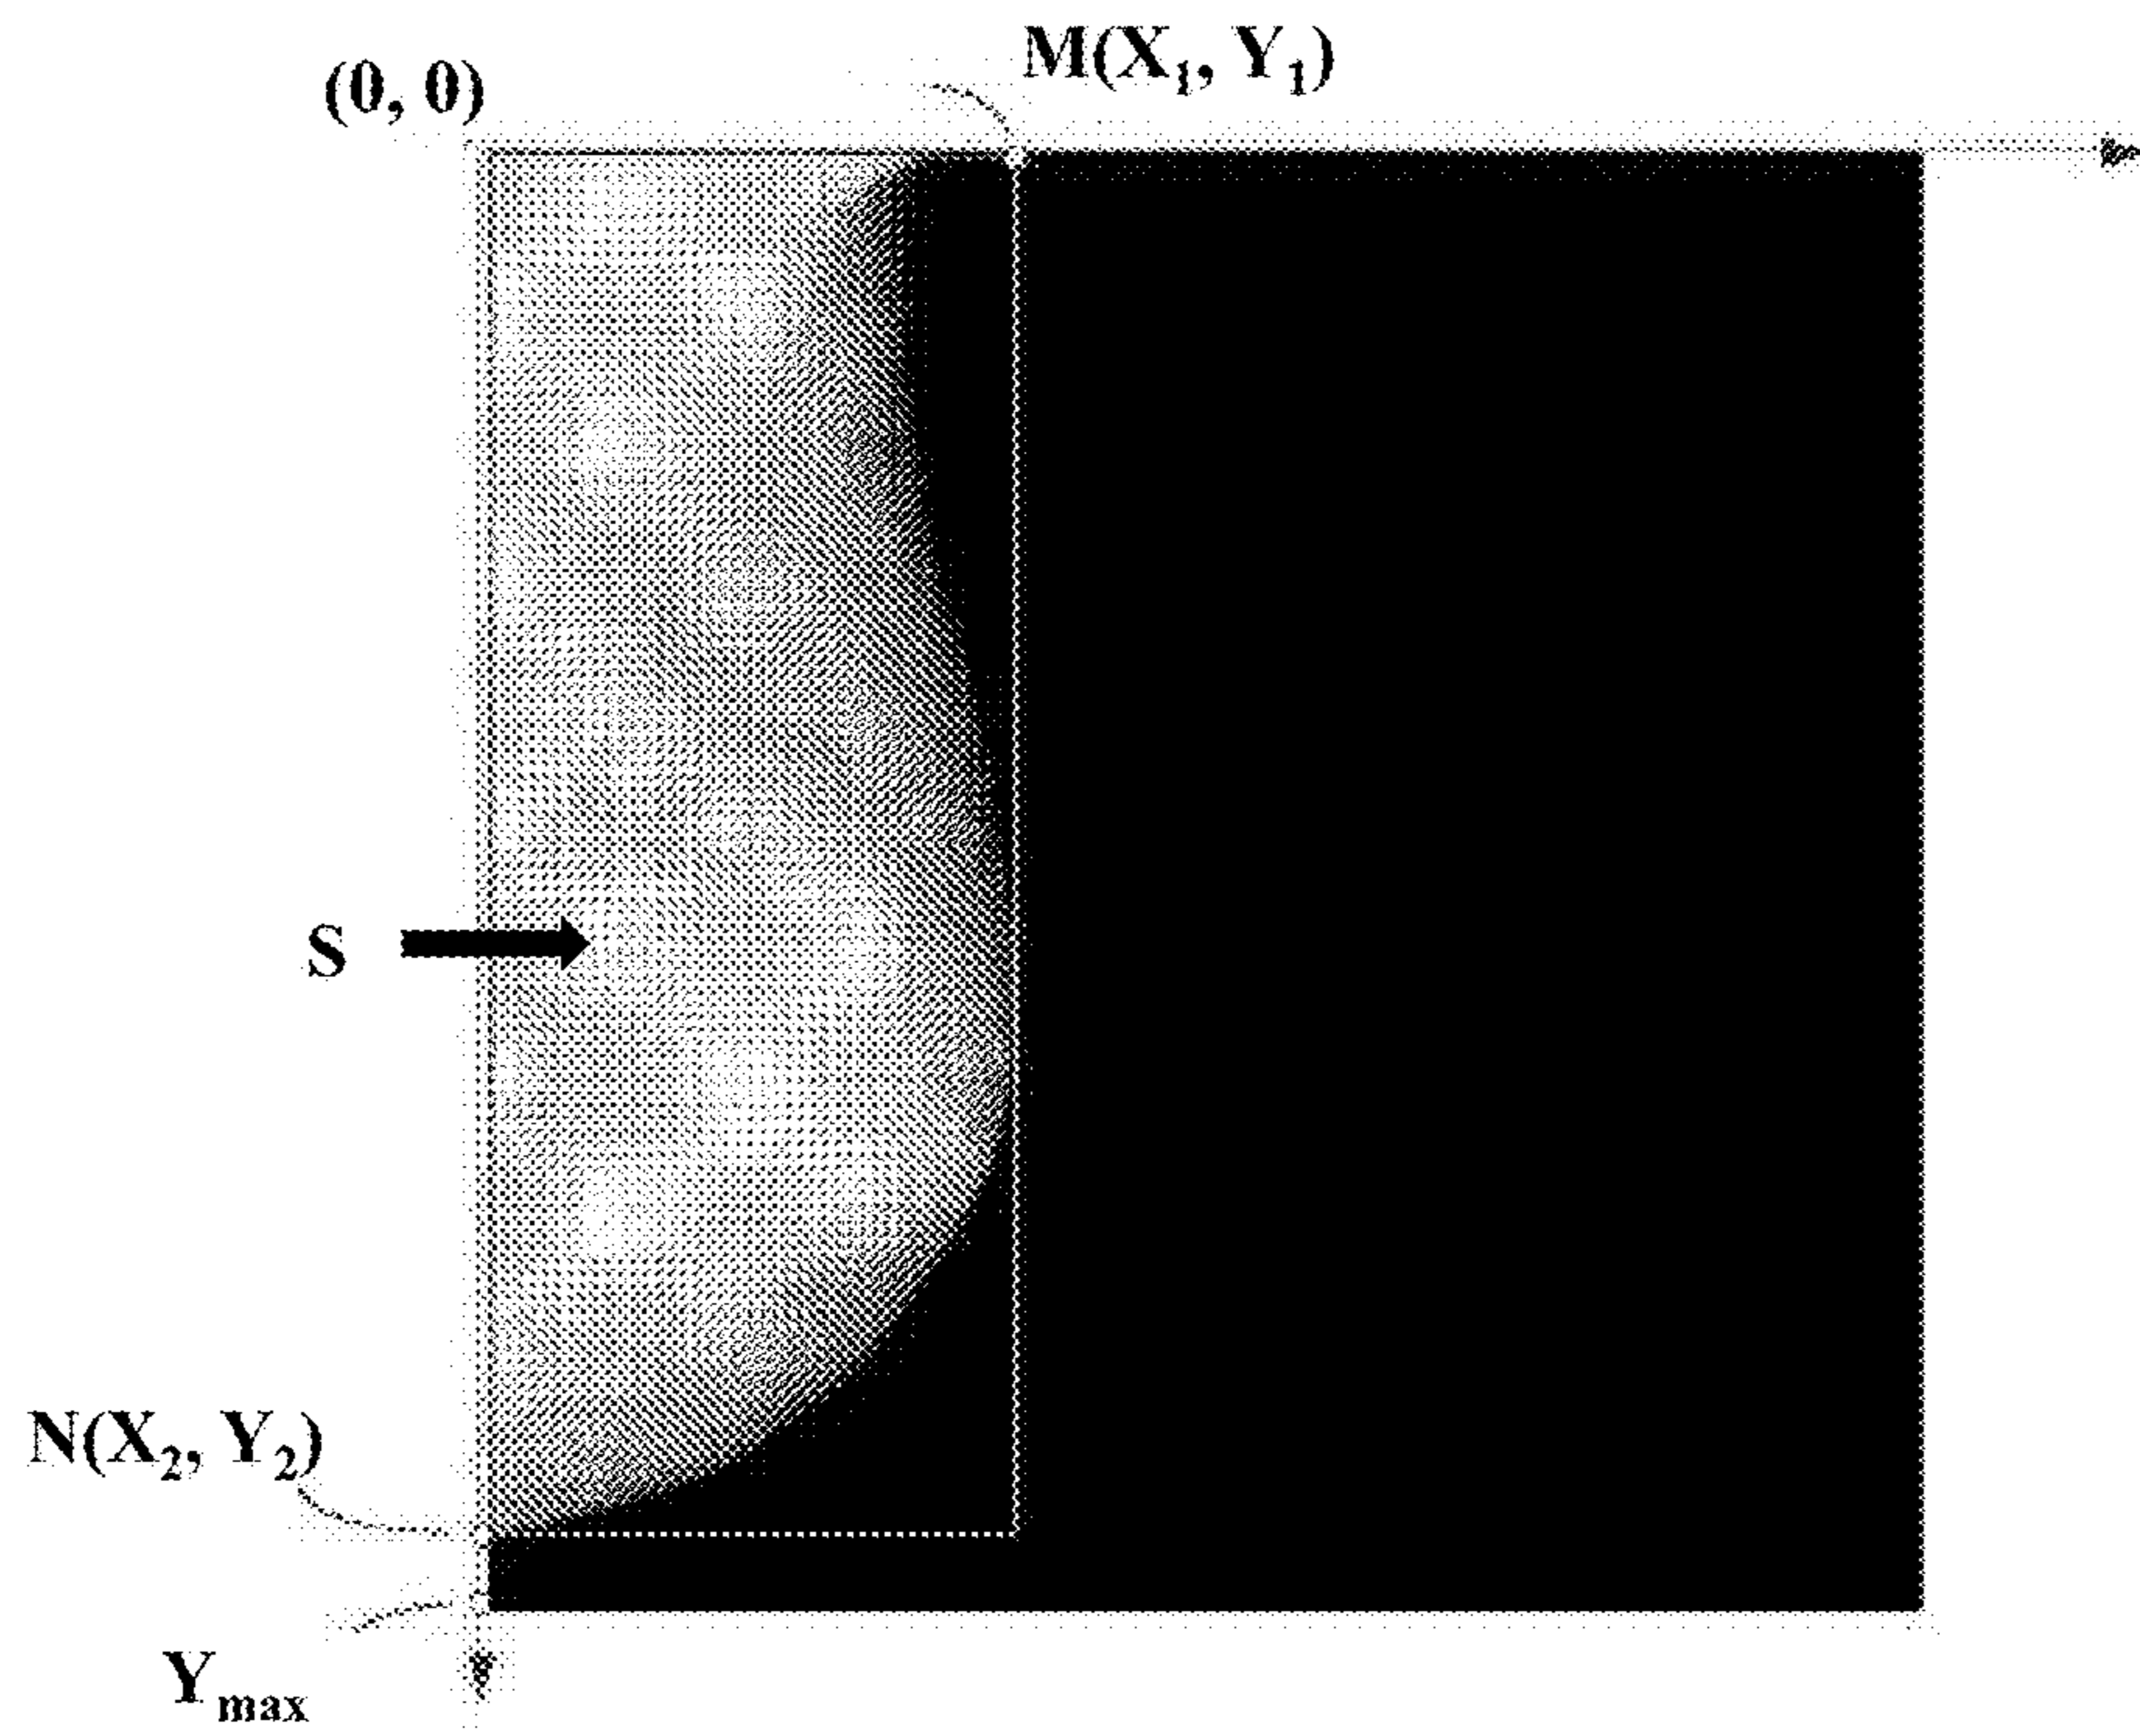 (0, 0)
M(X₁, Y₁)
S
N(X₂, Y₂)
Yₘₐₓ